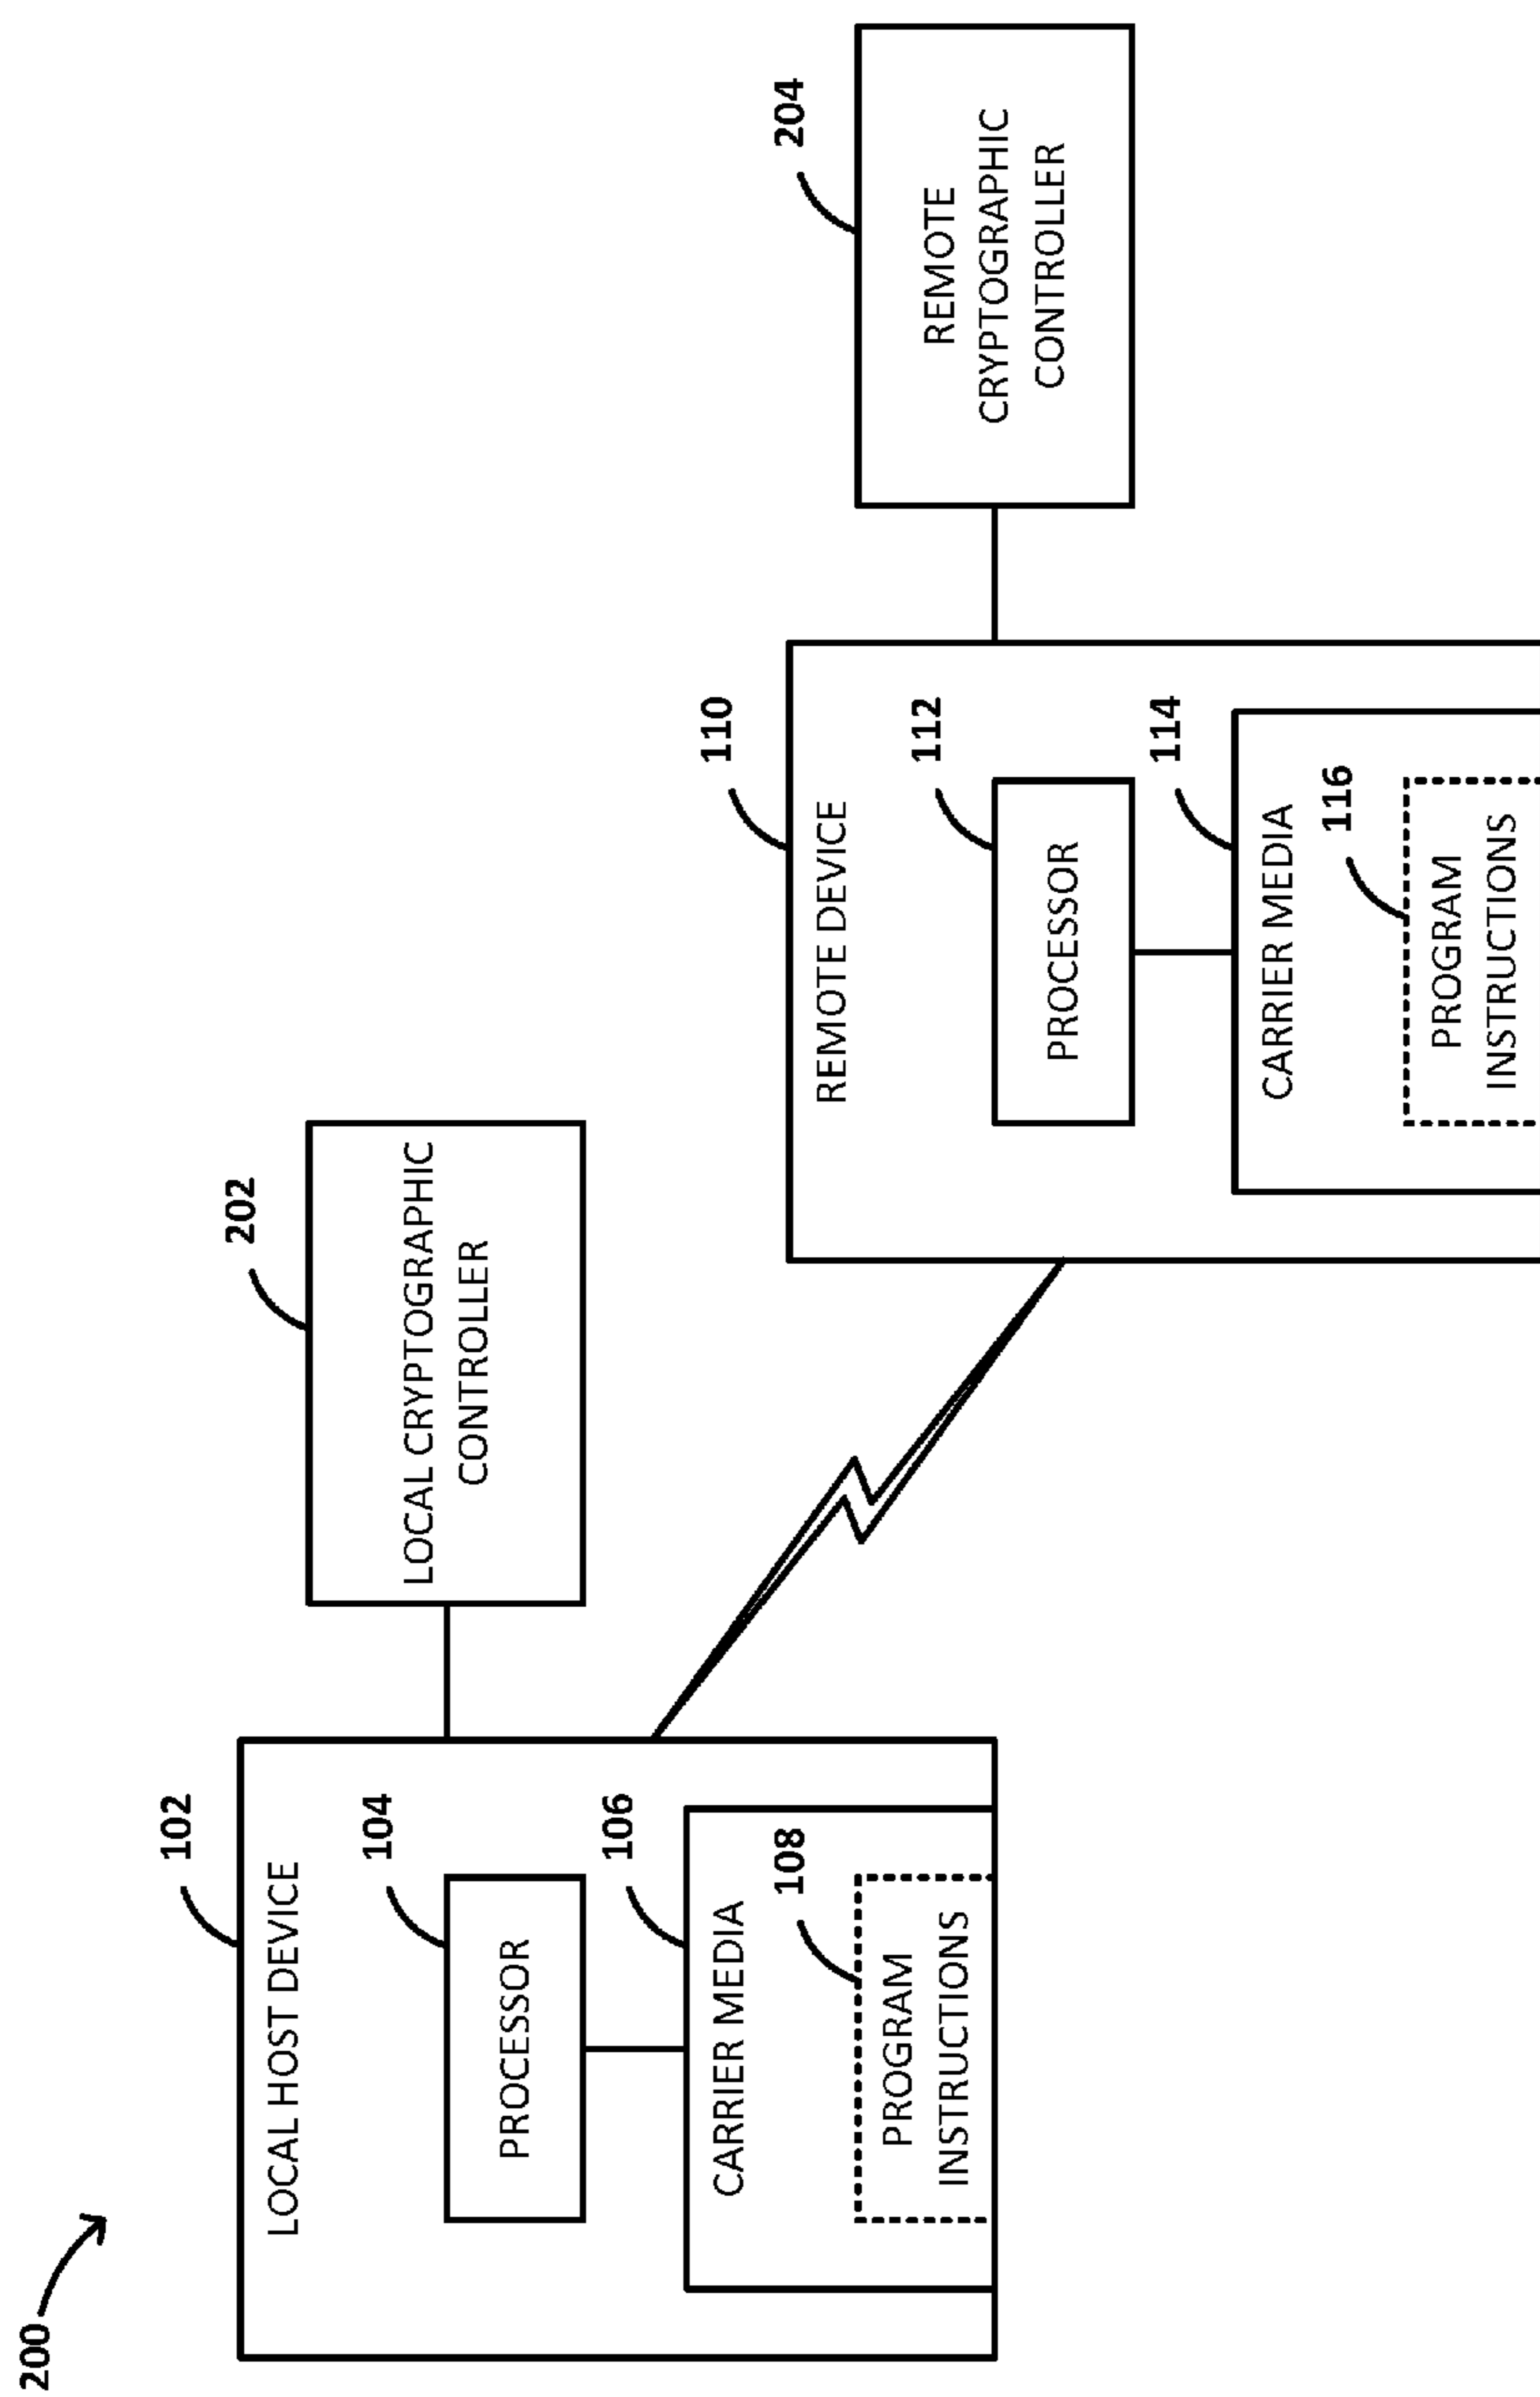 200
102
LOCAL HOST DEVICE
104
PROCESSOR
106
CARRIER MEDIA
108
PROGRAM
INSTRUCTIONS
202
LOCAL CRYPTOGRAPHIC
CONTROLLER
110
REMOTE DEVICE
112
PROCESSOR
114
CARRIER MEDIA
116
PROGRAM
INSTRUCTIONS
204
REMOTE
CRYPTOGRAPHIC
CONTROLLER